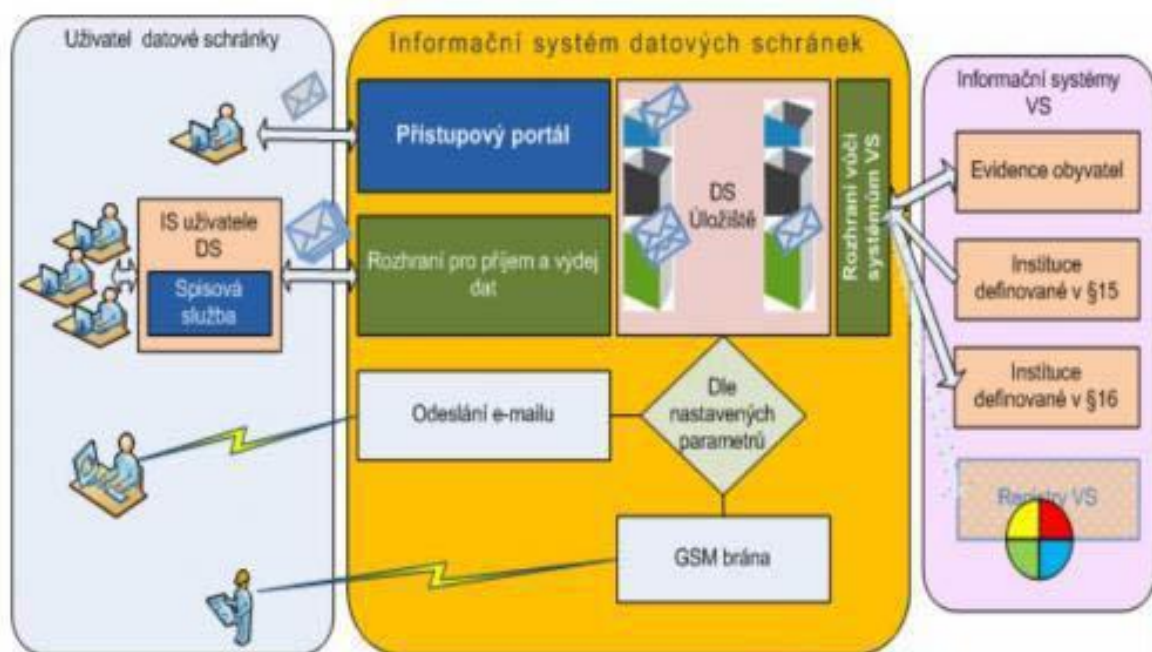 Uživatel datové schránky
IS uživatele
DS
Spisová
služba
Informační systém datových schránek
Přístupový portál
Rozhraní pro příjem a výdej
dat
DS
Úložiště
Rozhraní vůči
systémům VS
Odeslání e-mailu
Dle
nastavených
parametrů
GSM brána
Informační systémy
VS
Evidence obyvatel
Instituce
definované v §15
Instituce
definované v §16
Registry VS